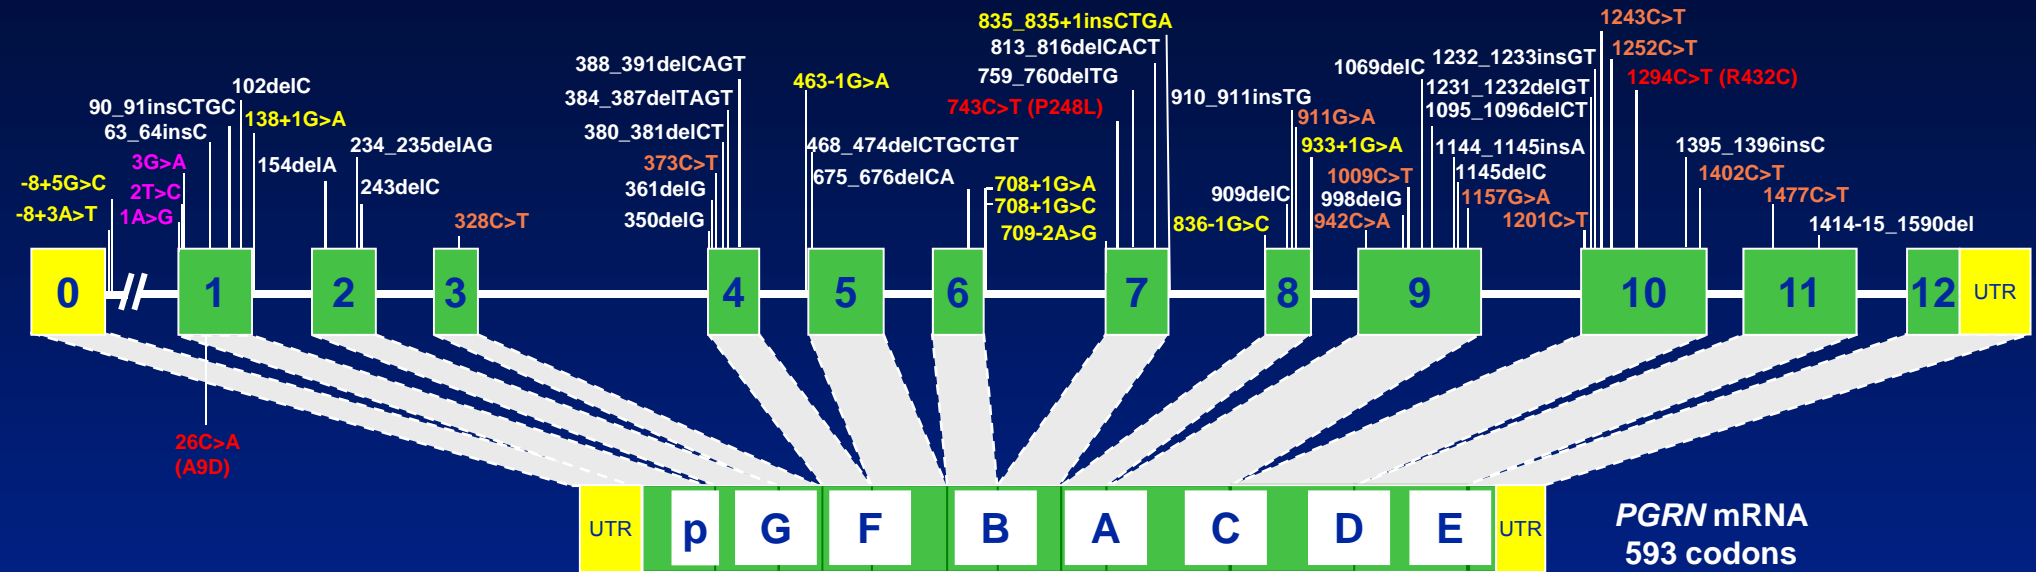 835_835+1insCTGA
813_816delCACT
759_760delTG
743C>T (P248L)
1243C>T
1252C>T
1294C>T (R432C)
1232_1233insGT
1231_1232delGT
1095_1096delCT
1069delC
388_391delCAGT
384_387delTAGT
380_381delCT
373C>T
361delG
350delG
463-1G>A
468_474delCTGCTGT
675_676delCA
102delC
90_91insCTGC
138+1G>A
63_64insC
3G>A
2T>C
1A>G
-8+5G>C
-8+3A>T
154delA
234_235delAG
243delC
328C>T
708+1G>A
708+1G>C
709-2A>G
910_911insTG
911G>A
933+1G>A
909delC
836-1G>C
1009C>T
998delG
942C>A
1144_1145insA
1145delC
1157G>A
1201C>T
1395_1396insC
1402C>T
1477C>T
1414-15_1590del
0 1 2 3 4 5 6 7 8 9 10 11 12 UTR
26C>A
(A9D)
UTR p G F B A C D E UTR
PGRN mRNA
593 codons